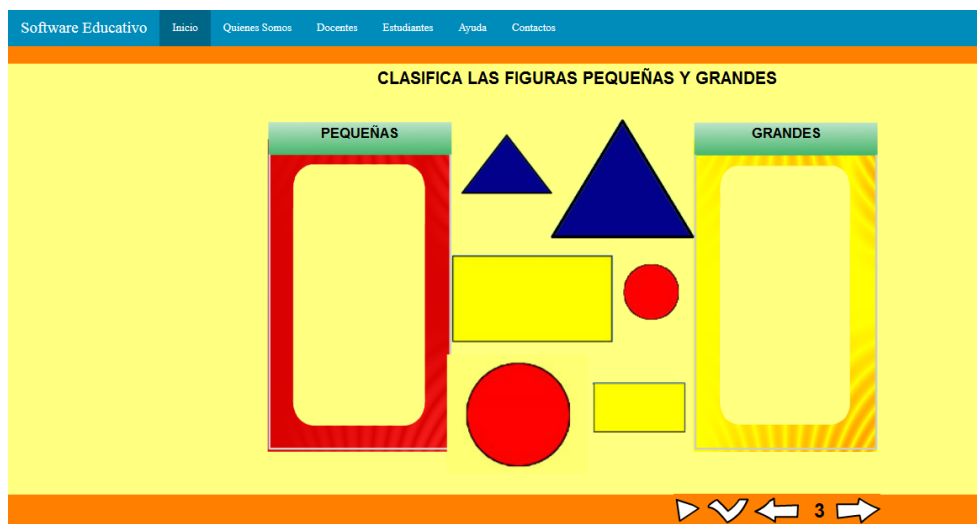 Software Educativo Inicio Quienes Somos Docentes Estudiantes Ayuda Contactos
CLASIFICA LAS FIGURAS PEQUEÑAS Y GRANDES
PEQUEÑAS
GRANDES
3